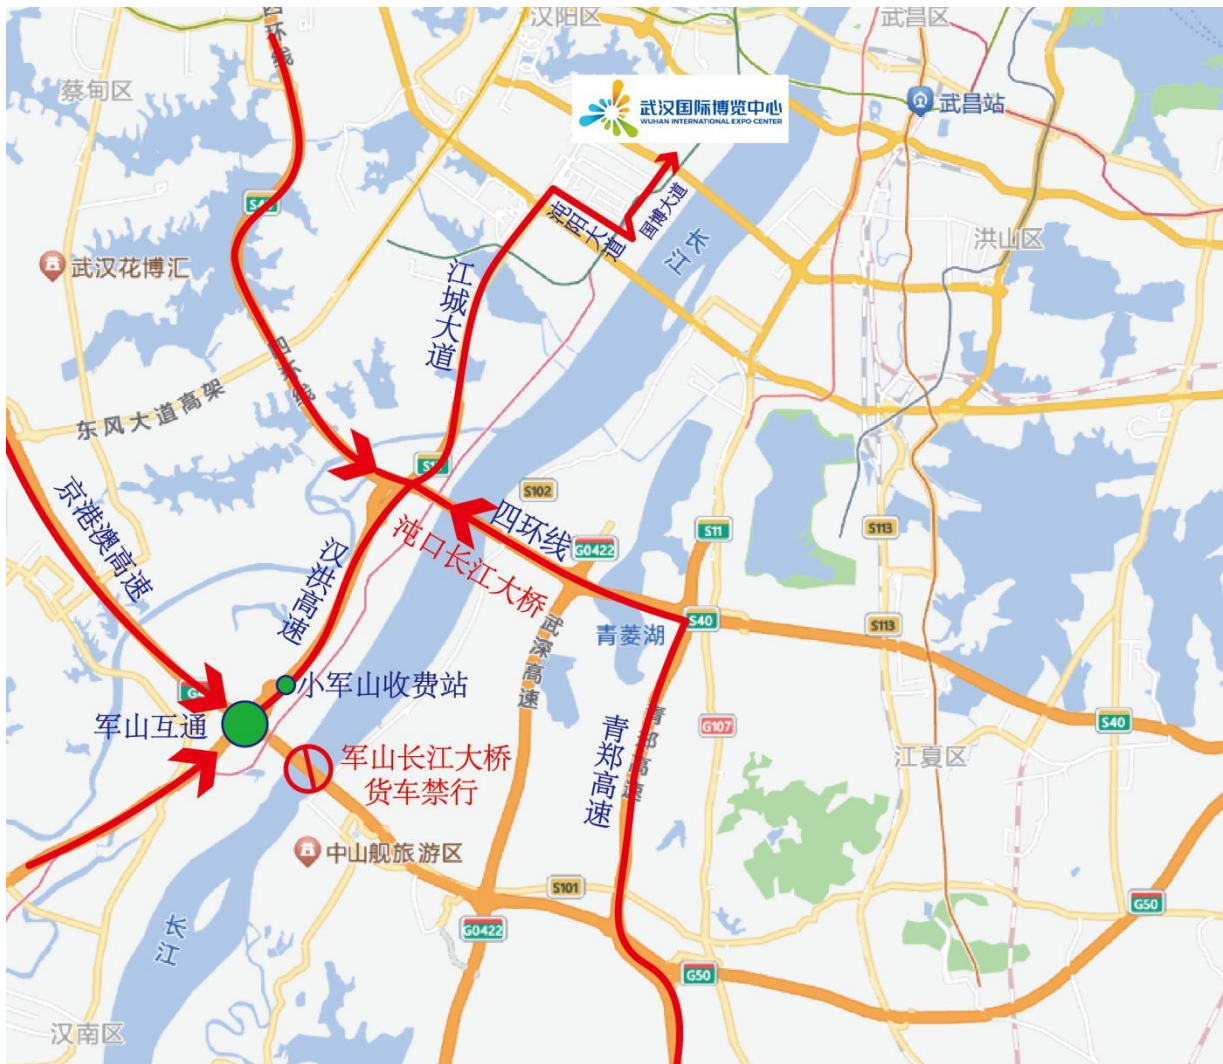 汉阳区
武昌区
四环线
蔡甸区
武汉国际博览中心
WUHAN INTERNATIONAL EXPO CENTER
武昌站
国博大道
沌阳大道
长江
洪山区
武汉花博汇
江城大道
四环线
东风大道高架
S102
四环线
京港澳高速
汉洪高速
沌口长江大桥
G0422
S11
S113
武深高速
青菱湖
S40
S113
小军山收费站
军山互通
青郑高速
青郑高速
G107
S40
江夏区
军山长江大桥
货车禁行
中山舰旅游区
S101
G50
长江
G0422
G50
汉南区